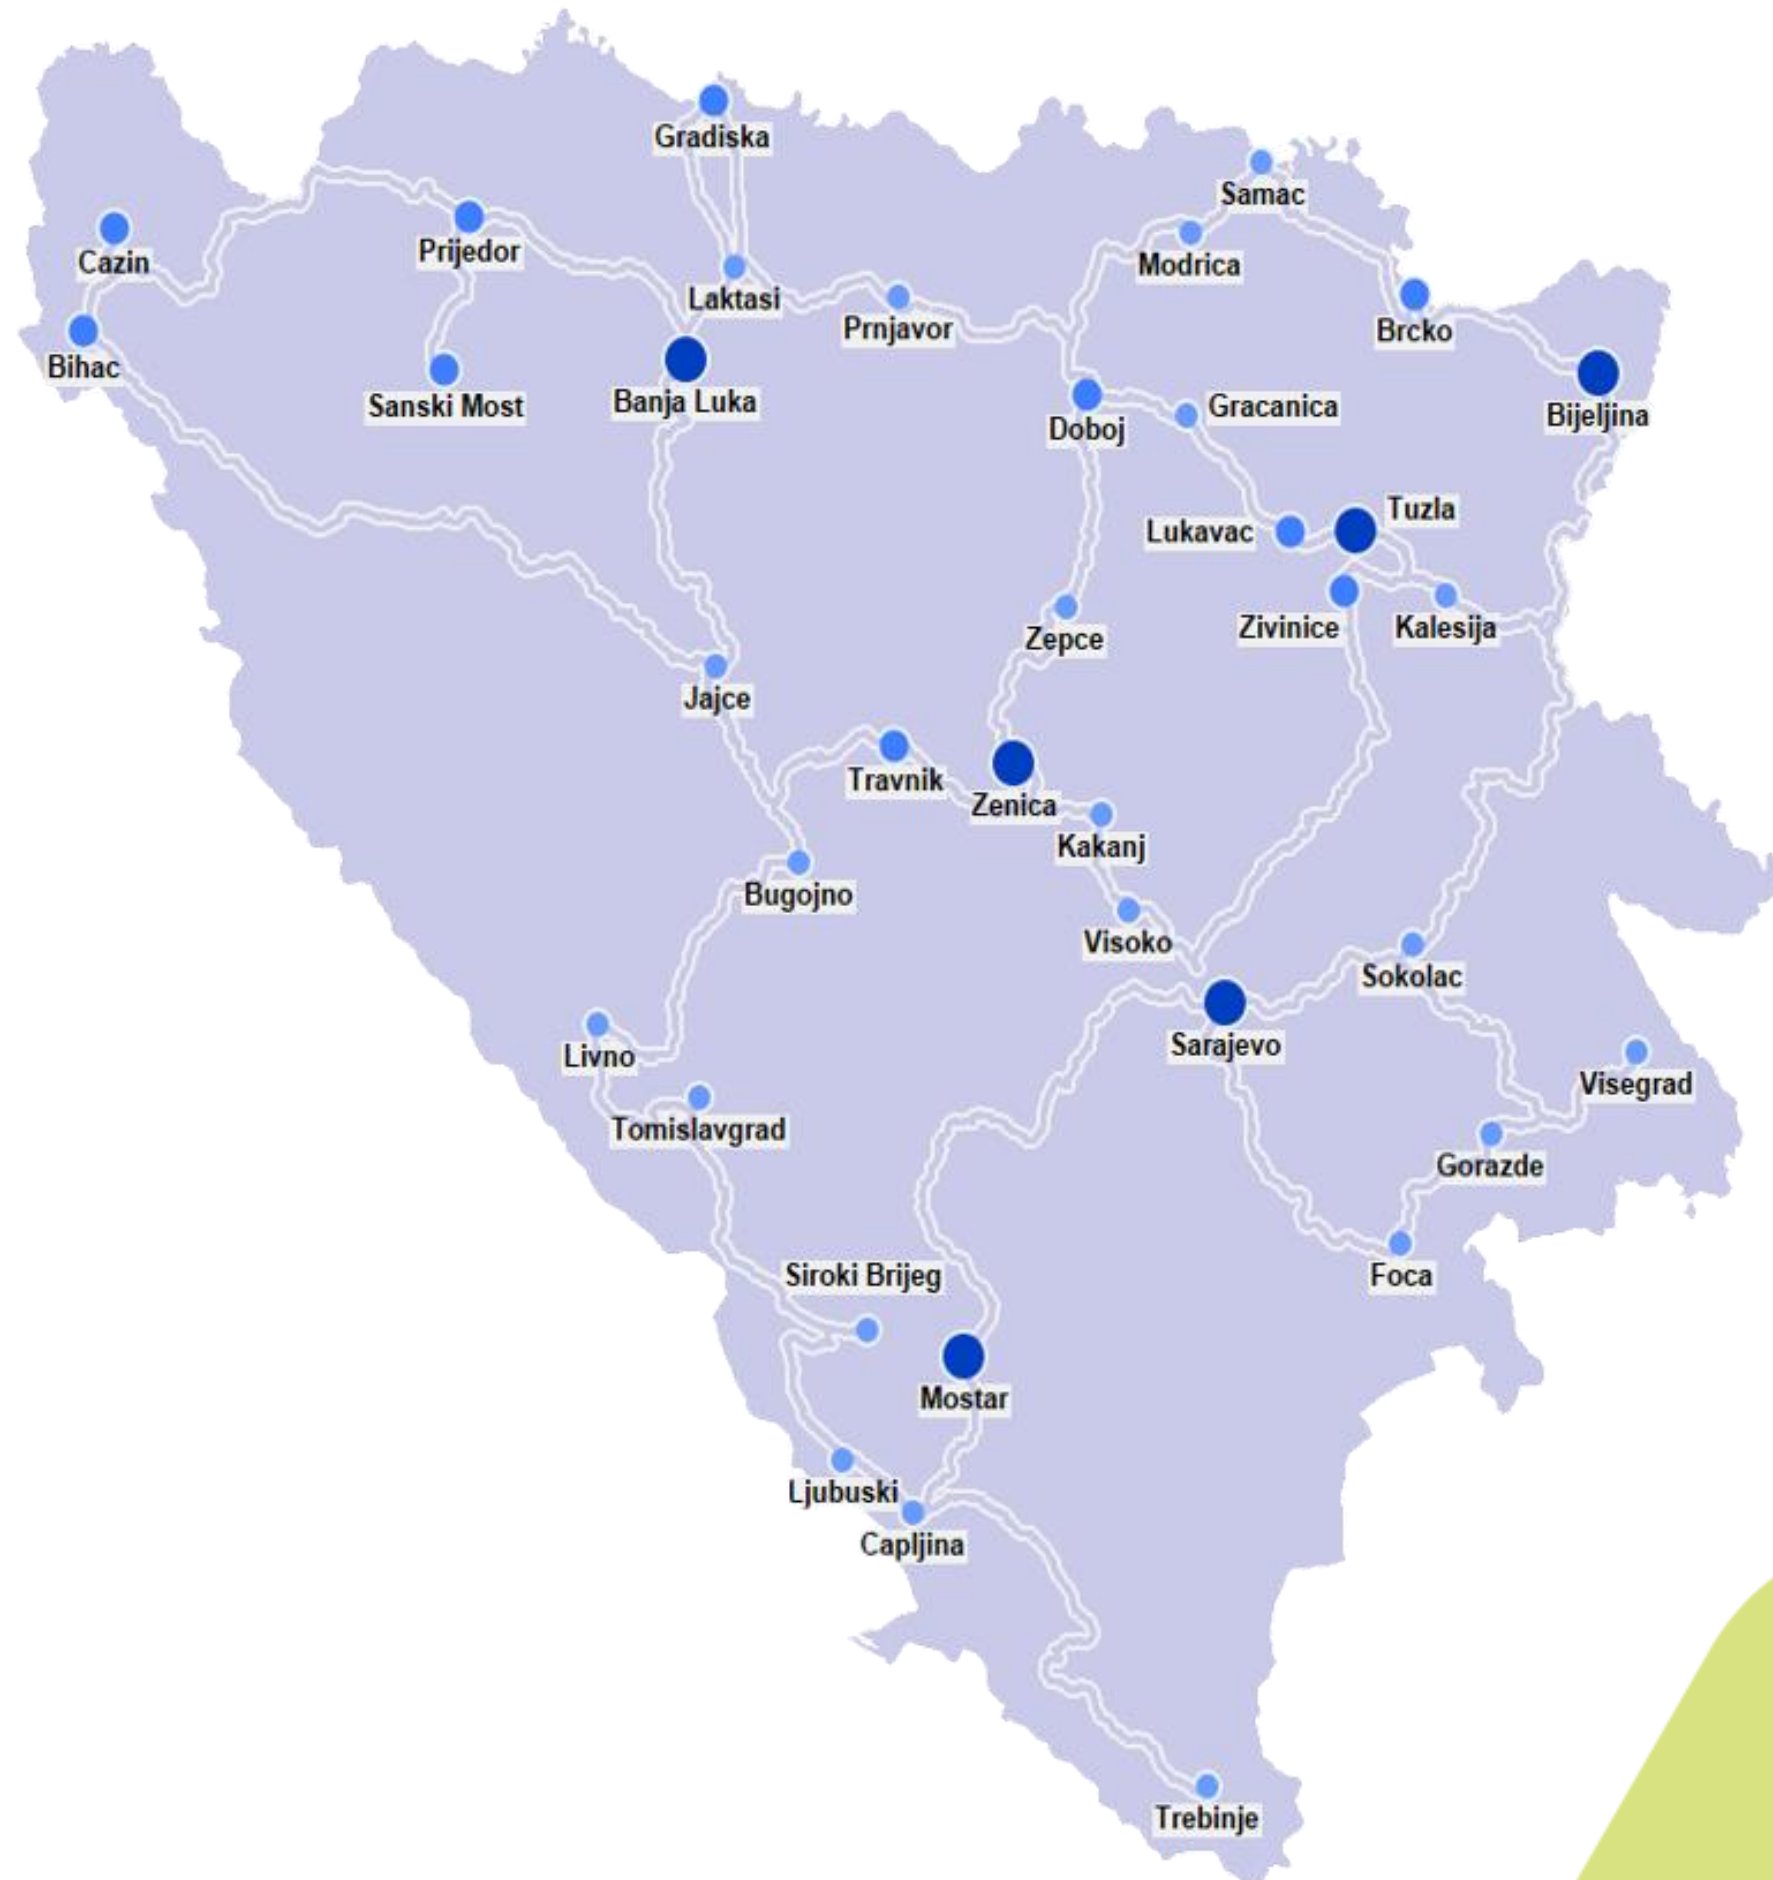 Gradiska
Samac
Cazin
Prijedor
Modrica
Laktasi
Prnjavor
Brcko
Bihac
Sanski Most
Banja Luka
Gracanica
Bijeljina
Doboj
Tuzla
Lukavac
Zepce
Zivinice
Kalesija
Jajce
Travnik
Zenica
Kakanj
Bugojno
Visoko
Sokolac
Sarajevo
Livno
Visegrad
Tomislavgrad
Gorazde
Siroki Brijeg
Foca
Mostar
Ljubuski
Capljina
Trebinje